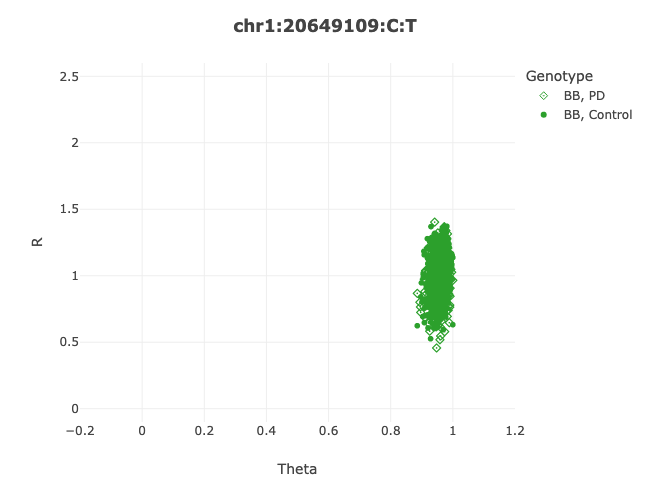 chr1:20649109:C:T
Genotype
BB, PD
BB, Control
2.5
2
1.5
1
0.5
0
R
−0.2 0 0.2 0.4 0.6 0.8 1 1.2
Theta